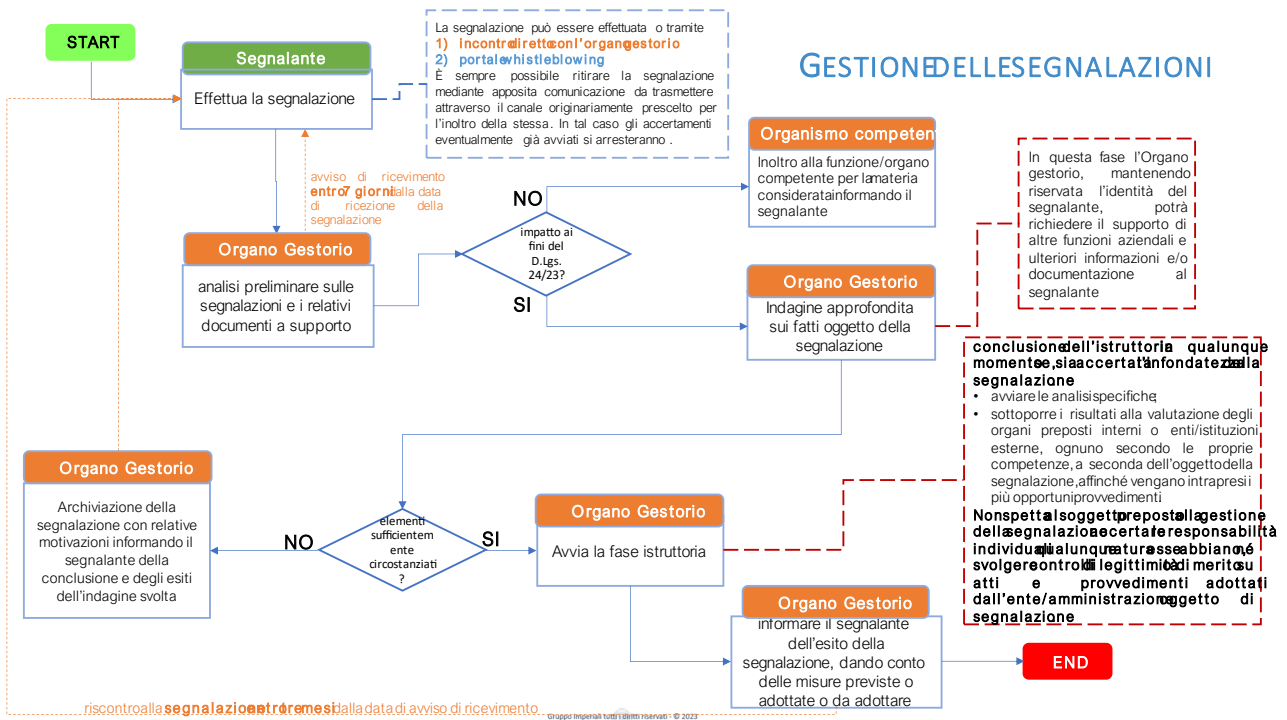 START
Segnalante
Effettua la segnalazione
La segnalazione può essere effettuata o tramite
1) incontro diretto con l'organo gestorio
2) portale whistleblowing
È sempre possibile ritirare la segnalazione
mediante apposita comunicazione da trasmettere
attraverso il canale originariamente prescelto per
l'inoltro della stessa. In tal caso gli accertamenti
eventualmente già avviati si arresteranno.
GESTIONE DELLE SEGNALAZIONI
avviso di ricevimento
entro 7 giorni dalla data
di ricezione della
segnalazione
Organo Gestorio
analisi preliminare sulle
segnalazioni e i relativi
documenti a supporto
NO
impatto ai
fini del
D.Lgs.
24/23?
SI
Organismo competen
Inoltro alla funzione/organo
competente per la materia
considerata informando il
segnalante
Organo Gestorio
Indagine approfondita
sui fatti oggetto della
segnalazione
In questa fase l'Organo
gestorio, mantenendo
riservata l'identità del
segnalante, potrà
richiedere il supporto di
altre funzioni aziendali e
ulteriori informazioni e/o
documentazione al
segnalante
conclusione dell'istruttoria In qualunque
momento se, sia accertata l'infondatezza della
segnalazione
• avviare le analisi specifiche;
• sottoporre i risultati alla valutazione degli
organi preposti interni o enti/istituzioni
esterne, ognuno secondo le proprie
competenze, a seconda dell'oggetto della
segnalazione, affinché vengano intrapresi i
più opportuni provvedimenti
Non spetta al soggetto preposto alla gestione
della segnalazione accertare le responsabilità
individuali qualunque natura esse abbiano, né
svolgere controlli di legittimità o di merito su
atti e provvedimenti adottati
dall'ente/amministrazione oggetto di
segnalazione
Organo Gestorio
Archiviazione della
segnalazione con relative
motivazioni informando il
segnalante della
conclusione e degli esiti
dell'indagine svolta
NO
elementi
sufficientem
ente
circostanziati
?
SI
Organo Gestorio
Avvia la fase istruttoria
Organo Gestorio
informare il segnalante
dell'esito della
segnalazione, dando conto
delle misure previste o
adottate o da adottare
END
riscontro alla segnalazione entro tre mesi dalla data di avviso di ricevimento
Gruppo Imperiali tutti i diritti riservati - © 2023